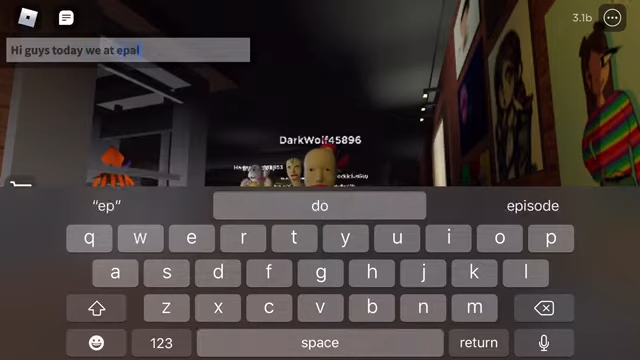 3.1b
Hi guys today we at epal
DarkWolf45896
“ep” do episode
q w e r t y u i o p
a s d f g h j k l
z x c v b n m
123 space return